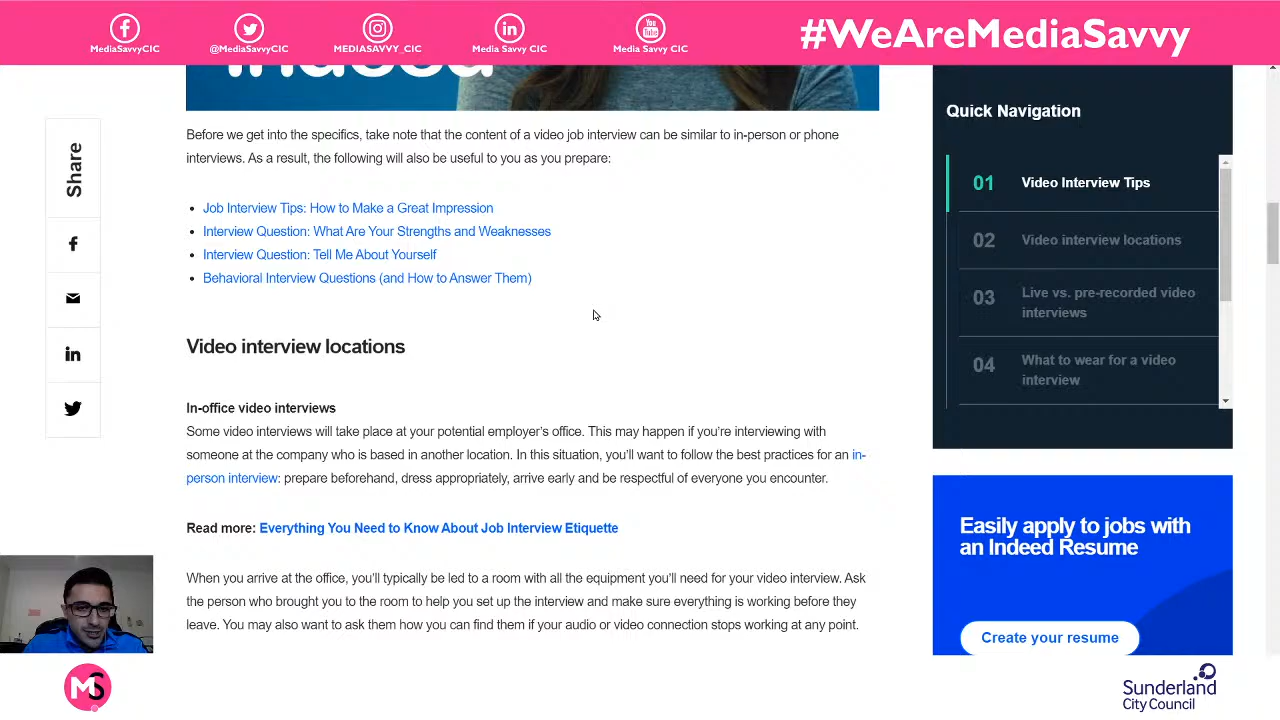 MediaSavvyCIC
@MediaSavvyCIC
MEDIASAVVY_CIC
Media Savvy CIC
You
Tube
Media Savvy CIC
#WeAreMediaSavvy
indeed
Before we get into the specifics, take note that the content of a video job interview can be similar to in-person or phone
interviews. As a result, the following will also be useful to you as you prepare:
Job Interview Tips: How to Make a Great Impression
Interview Question: What Are Your Strengths and Weaknesses
Interview Question: Tell Me About Yourself
Behavioral Interview Questions (and How to Answer Them)
Video interview locations
In-office video interviews
Some video interviews will take place at your potential employer's office. This may happen if you're interviewing with
someone at the company who is based in another location. In this situation, you'll want to follow the best practices for an in-
person interview: prepare beforehand, dress appropriately, arrive early and be respectful of everyone you encounter.
Read more: Everything You Need to Know About Job Interview Etiquette
When you arrive at the office, you'll typically be led to a room with all the equipment you'll need for your video interview. Ask
the person who brought you to the room to help you set up the interview and make sure everything is working before they
leave. You may also want to ask them how you can find them if your audio or video connection stops working at any point.
Share
Quick Navigation
01 Video Interview Tips
02 Video interview locations
03 Live vs. pre-recorded video
interviews
04 What to wear for a video
interview
Easily apply to jobs with
an Indeed Resume
Create your resume
MS
Sunderland
City Council